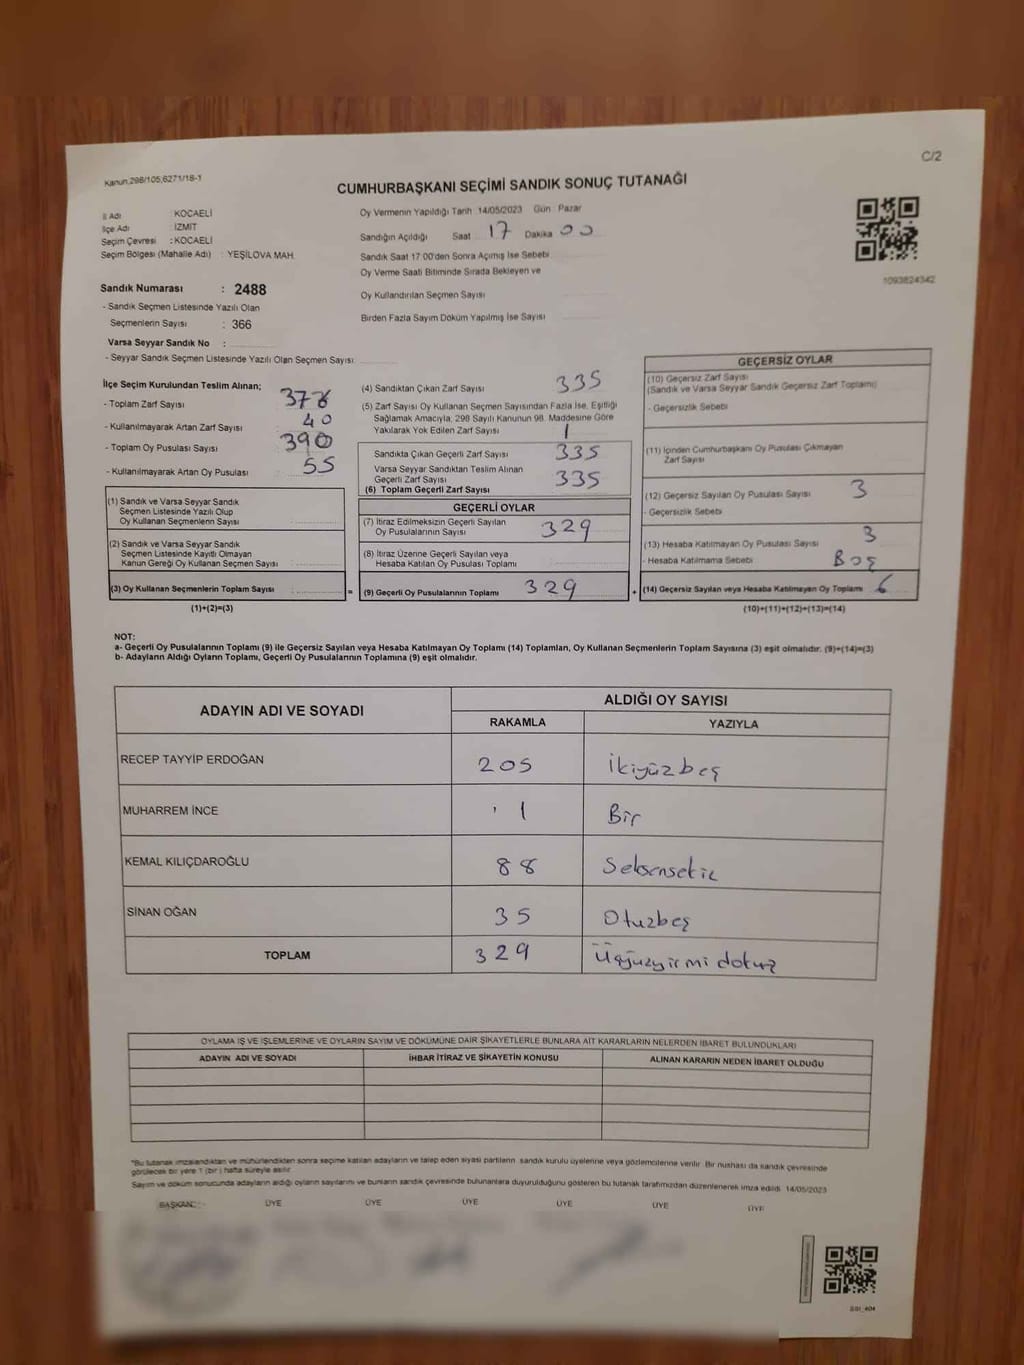 C/2
Kanun,298/105,6271/18-1
CUMHURBAŞKANI SEÇİMİ SANDIK SONUÇ TUTANAĞI
İl Adı : KOCAELİ
İlçe Adı : İZMİT
Seçim Çevresi : KOCAELİ
Seçim Bölgesi (Mahalle Adı) : YEŞİLOVA MAH.
Sandık Numarası : 2488
- Sandık Seçmen Listesinde Yazılı Olan
Seçmenlerin Sayısı : 366
Varsa Seyyar Sandık No :
- Seyyar Sandık Seçmen Listesinde Yazılı Olan Seçmen Sayısı
Oy Vermenin Yapıldığı Tarih 14/05/2023 Gün Pazar
Sandığın Açıldığı Saat 17 Dakika 00
Sandık Saat 17:00'den Sonra Açılmış İse Sebebi
Oy Verme Saati Bitiminde Sırada Bekleyen ve
Oy Kullandırılan Seçmen Sayısı
Birden Fazla Sayım Döküm Yapılmış İse Sayısı
1093824342
İlçe Seçim Kurulundan Teslim Alınan;
- Toplam Zarf Sayısı
- Kullanılmayarak Artan Zarf Sayısı 40
- Toplam Oy Pusulası Sayısı 390
- Kullanılmayarak Artan Oy Pusulası 55
(1) Sandık ve Varsa Seyyar Sandık
Seçmen Listesinde Yazılı Olup
Oy Kullanan Seçmenlerin Sayısı
(2) Sandık ve Varsa Seyyar Sandık
Seçmen Listesinde Kayıtlı Olmayan
Kanun Gereği Oy Kullanan Seçmen Sayısı
(3) Oy Kullanan Seçmenlerin Toplam Sayısı =
(1)+(2)=(3)
(4) Sandıktan Çıkan Zarf Sayısı 335
(5) Zarf Sayısı Oy Kullanan Seçmen Sayısından Fazla İse, Eşitliği
Sağlamak Amacıyla, 298 Sayılı Kanunun 98. Maddesine Göre
Yakılarak Yok Edilen Zarf Sayısı
Sandıkta Çıkan Geçerli Zarf Sayısı 335
Varsa Seyyar Sandıktan Teslim Alınan
Geçerli Zarf Sayısı
(6) Toplam Geçerli Zarf Sayısı 335
GEÇERLİ OYLAR
(7) İtiraz Edilmeksizin Geçerli Sayılan
Oy Pusulalarının Sayısı 329
(8) İtiraz Üzerine Geçerli Sayılan veya
Hesaba Katılan Oy Pusulası Toplamı
(9) Geçerli Oy Pusulalarının Toplamı 329 +
GEÇERSİZ OYLAR
(10) Geçersiz Zarf Sayısı
(Sandık ve Varsa Seyyar Sandık Geçersiz Zarf Toplamı)
- Geçersizlik Sebebi
(11) İçinden Cumhurbaşkanı Oy Pusulası Çıkmayan
Zarf Sayısı
(12) Geçersiz Sayılan Oy Pusulası Sayısı 3
- Geçersizlik Sebebi
(13) Hesaba Katılmayan Oy Pusulası Sayısı 3
- Hesaba Katılmama Sebebi Boş
(14) Geçersiz Sayılan veya Hesaba Katılmayan Oy Toplamı 6
(10)+(11)+(12)+(13)=(14)
NOT:
a- Geçerli Oy Pusulalarının Toplamı (9) ile Geçersiz Sayılan veya Hesaba Katılmayan Oy Toplamı (14) Toplamları, Oy Kullanan Seçmenlerin Toplam Sayısına (3) eşit olmalıdır. (9)+(14)=(3)
b- Adayların Aldığı Oyların Toplamı, Geçerli Oy Pusulalarının Toplamına (9) eşit olmalıdır.
ADAYIN ADI VE SOYADI ALDIĞI OY SAYISI
RAKAMLA YAZIYLA
RECEP TAYYİP ERDOĞAN 205 İkiyüzbeş
MUHARREM İNCE 1 Bir
KEMAL KILIÇDAROĞLU 88 Seksensekiz
SİNAN OĞAN 35 Otuzbeş
TOPLAM 329 Üçyüzyirmi dokuz
OYLAMA İŞ VE İŞLEMLERİNE VE OYLARIN SAYIM VE DÖKÜMÜNE DAİR ŞİKAYETLERLE BUNLARA AİT KARARLARIN NELERDEN İBARET BULUNDUKLARI
ADAYIN ADI VE SOYADI İHBAR İTİRAZ VE ŞİKAYETİN KONUSU ALINAN KARARIN NEDEN İBARET OLDUĞU
"Bu tutanak imzalandıktan ve mühürlendikten sonra seçime katılan adayların ve talep eden siyasi partilerin sandık kurulu üyelerine veya gözlemcilerine verilir. Bir nushası da sandık çevresinde
görülecek bir yere 1 (bir) hafta süreyle asılır.
Sayım ve döküm sonucunda adayların aldığı oyların sayılarını ve bunların sandık çevresinde bulunanlara duyurulduğunu gösteren bu tutanak tarafımızdan düzenlenerek imza edildi. 14/05/2023
BAŞKAN: ÜYE ÜYE ÜYE ÜYE ÜYE ÜYE